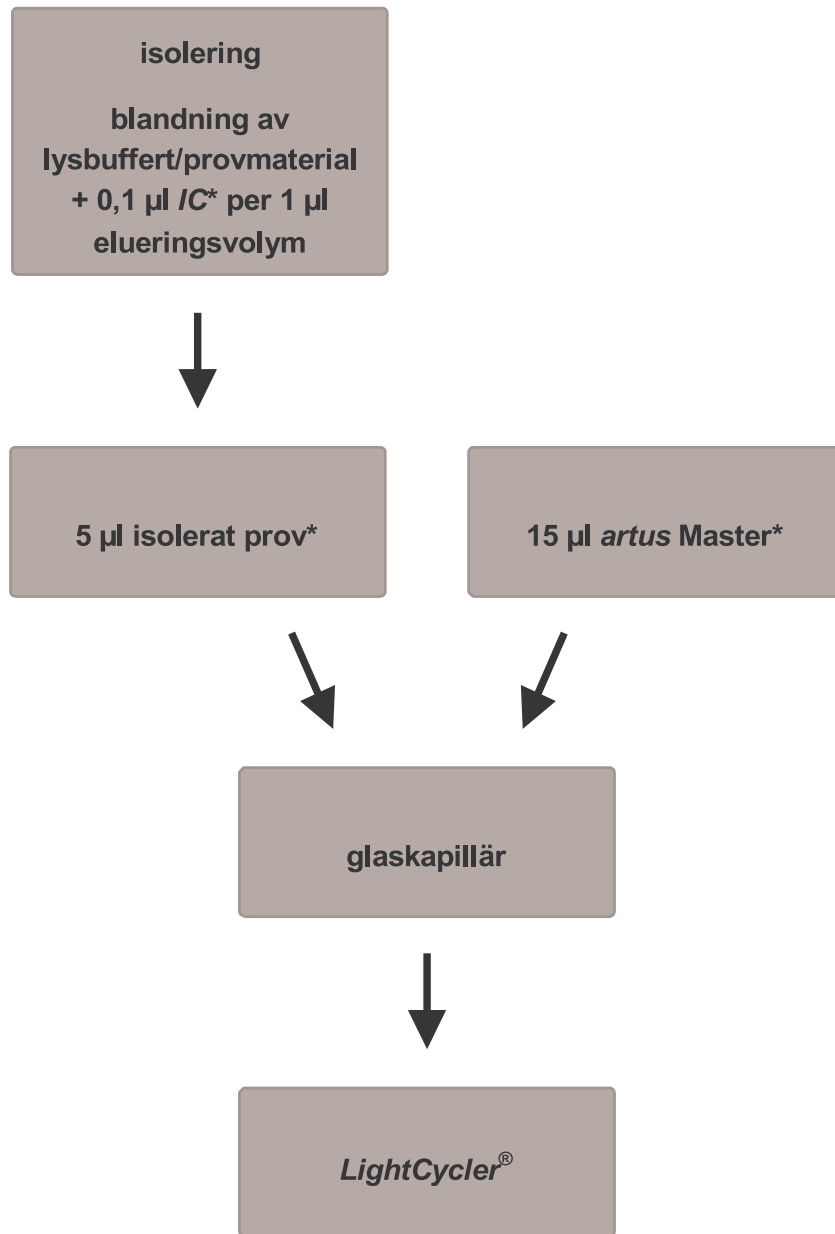 isolering
blandning av
lysbuffert/provmaterial
+ 0,1 µl IC* per 1 µl
elueringsvolym
5 µl isolerat prov*
15 µl artus Master*
glaskapillär
LightCycler®